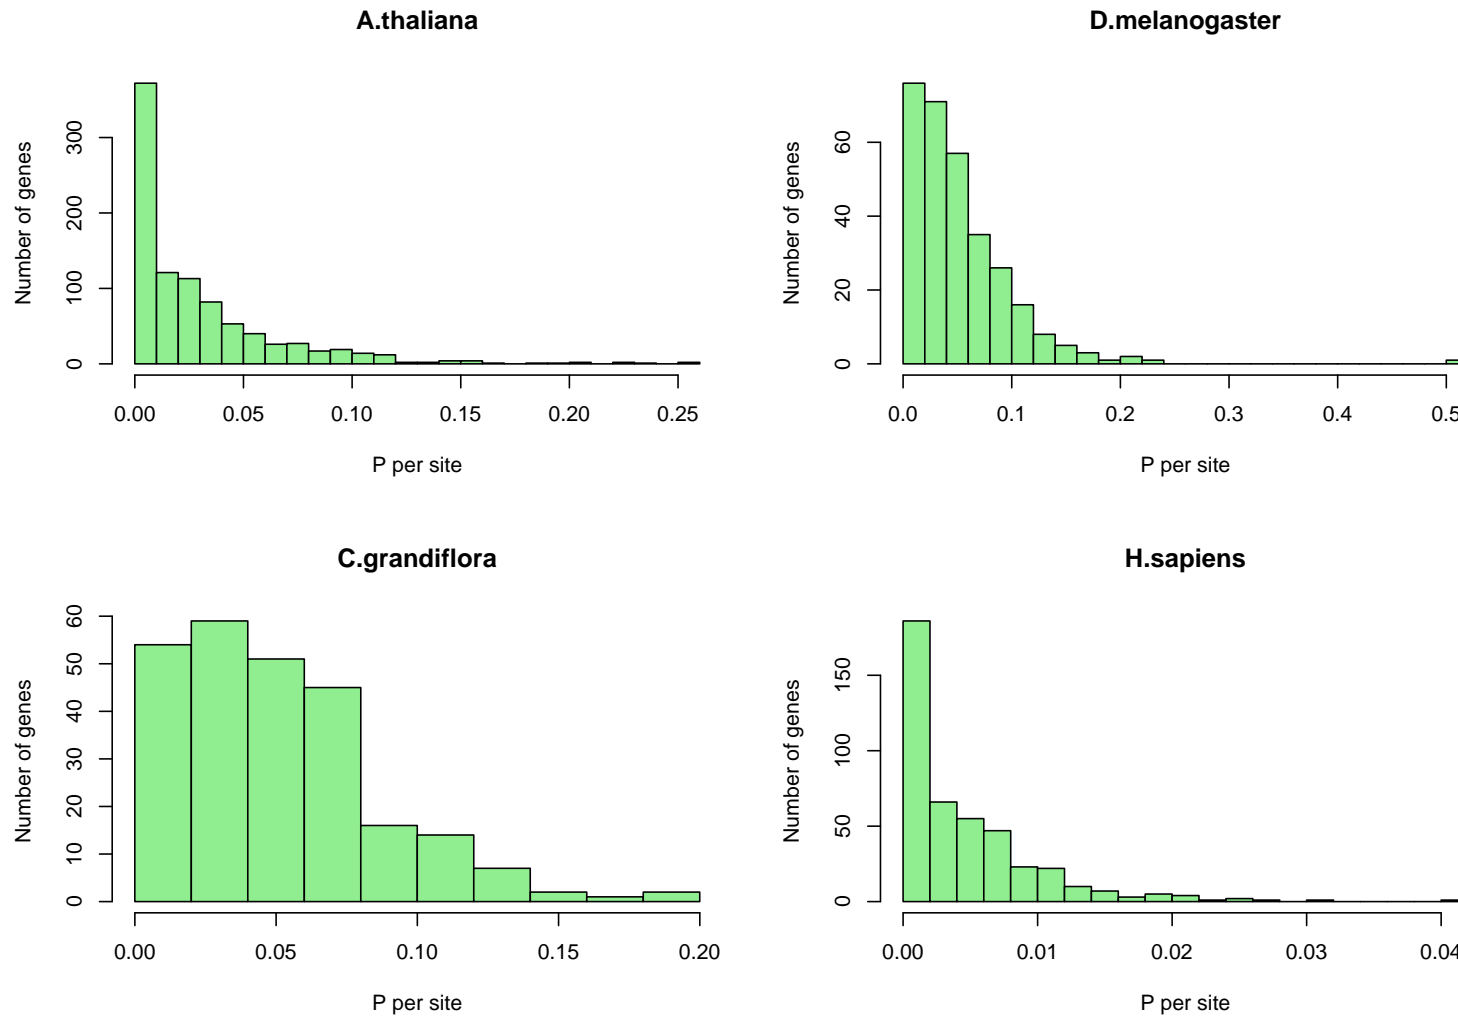 A.thaliana
Number of genes
0 100 200 300
0.00 0.05 0.10 0.15 0.20 0.25
P per site
D.melanogaster
Number of genes
0 20 40 60
0.0 0.1 0.2 0.3 0.4 0.5
P per site
C.grandiflora
Number of genes
0 10 20 30 40 50 60
0.00 0.05 0.10 0.15 0.20
P per site
H.sapiens
Number of genes
0 50 100 150
0.00 0.01 0.02 0.03 0.04
P per site